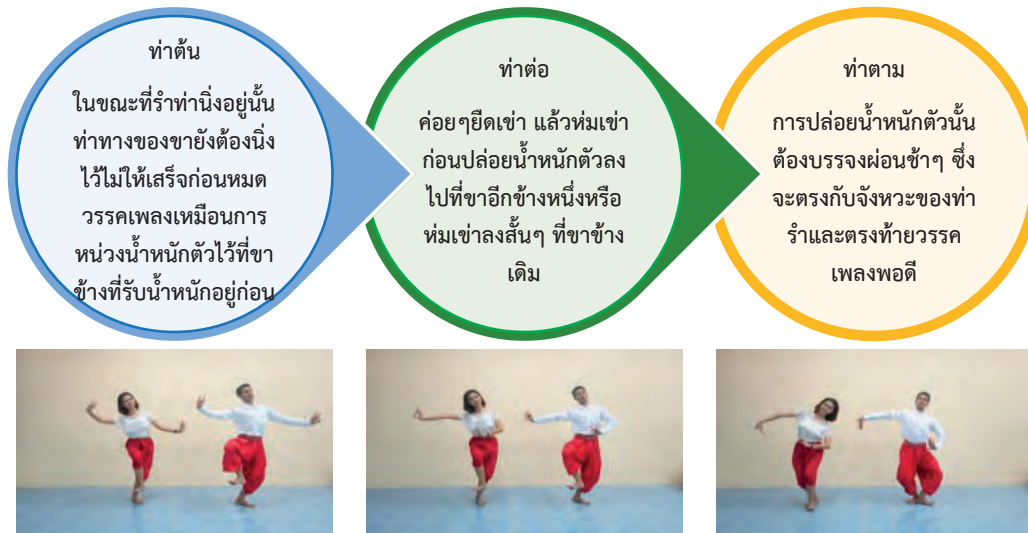 ท่าต้น
ในขณะที่รำท่านิ่งอยู่นั้น
ท่าทางของขายังต้องนิ่ง
ไว้ไม่ให้เสร็จก่อนหมด
วรรคเพลงเหมือนการ
หน่วงน้ำหนักตัวไว้ที่ขา
ข้างที่รับน้ำหนักอยู่ก่อน
ท่าต่อ
ค่อยๆยืดเข่า แล้วห่มเข่า
ก่อนปล่อยน้ำหนักตัวลง
ไปที่ขาอีกข้างหนึ่งหรือ
ห่มเข่าลงสั้นๆ ที่ขาข้าง
เดิม
ท่าตาม
การปล่อยน้ำหนักตัวนั้น
ต้องบรรจงผ่อนช้าๆ ซึ่ง
จะตรงกับจังหวะของท่า
รำและตรงท้ายวรรค
เพลงพอดี